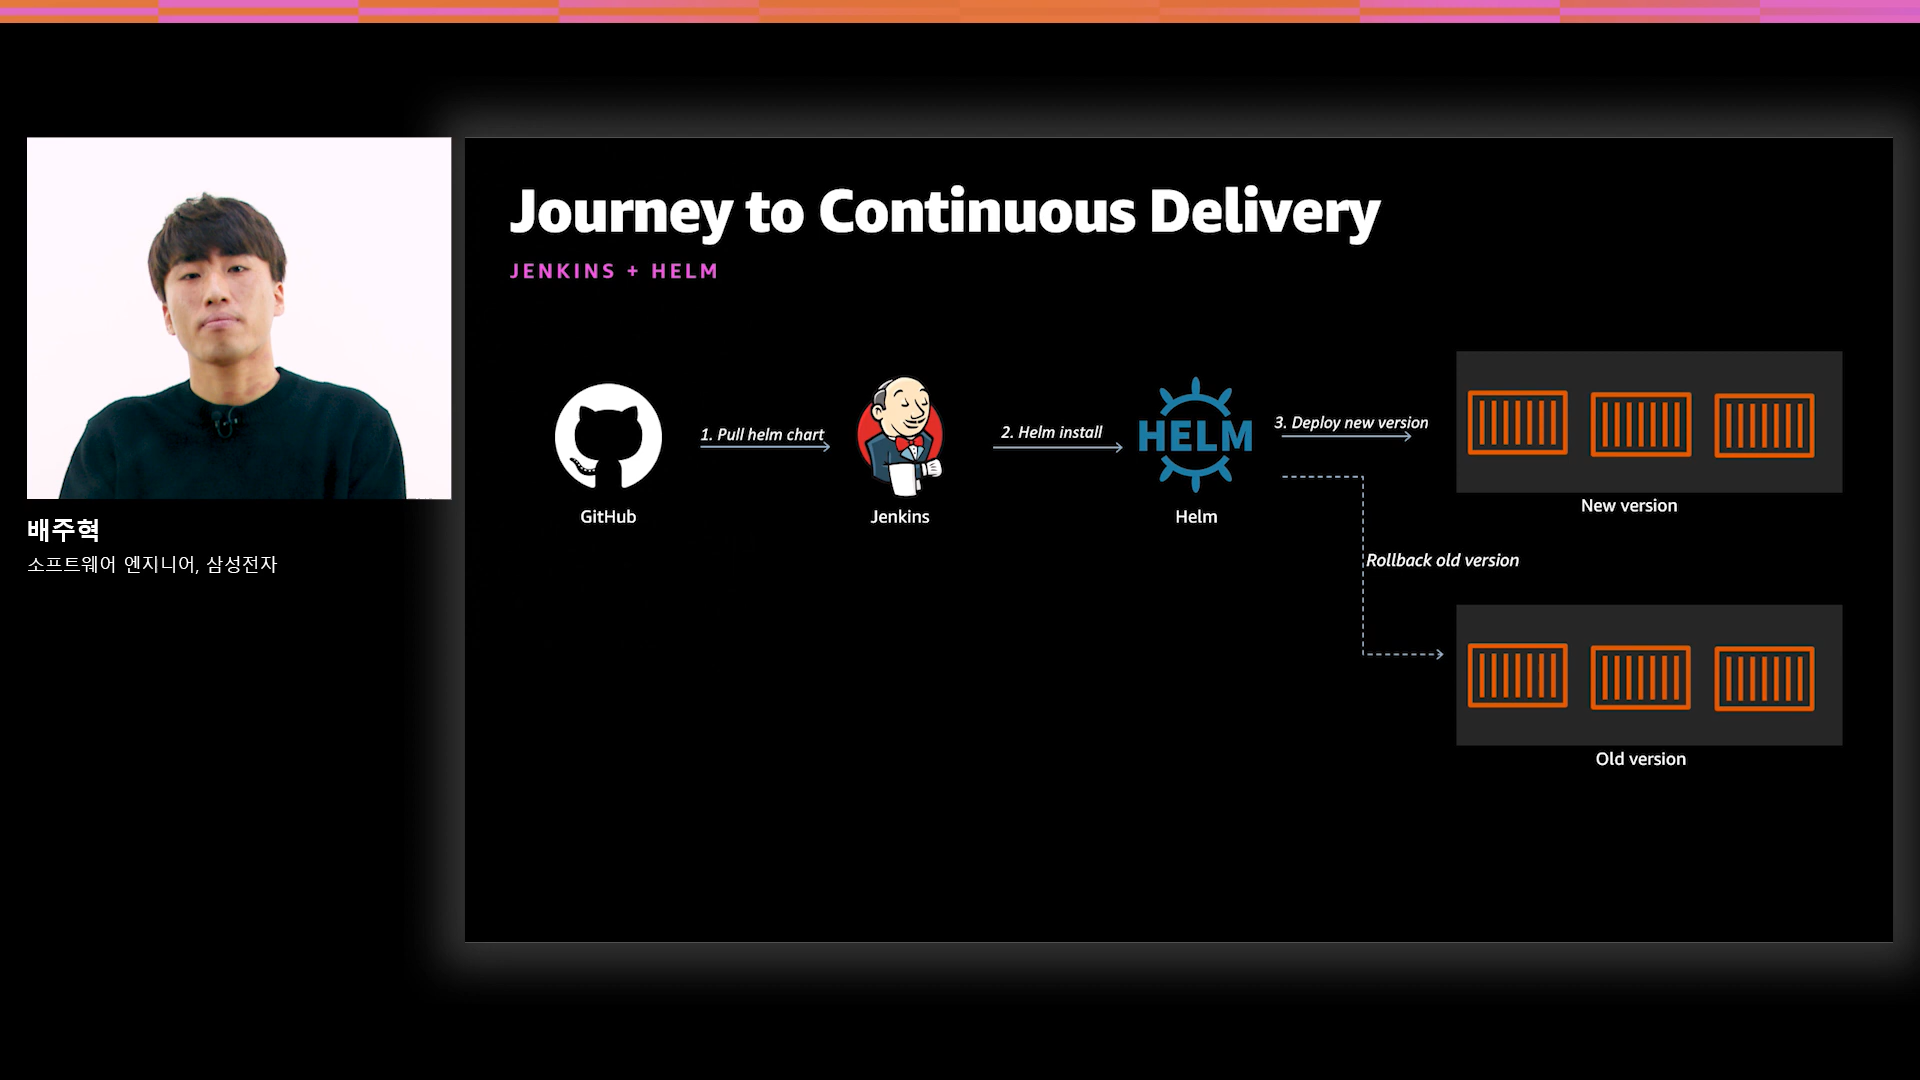 Journey to Continuous Delivery
JENKINS + HELM
1. Pull helm chart
2. Helm install
HELM
3. Deploy new version
GitHub
Jenkins
Helm
New version
Rollback old version
Old version
배주혁
소프트웨어 엔지니어, 삼성전자